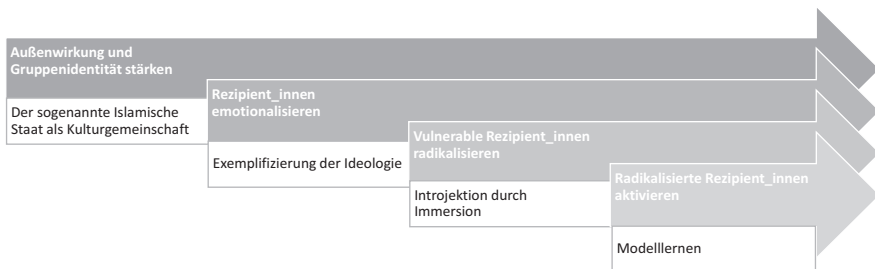 Außenwirkung und
Gruppenidentität stärken
Der sogenannte Islamische
Staat als Kulturgemeinschaft
Rezipient_innen
emotionalisieren
Exemplifizierung der Ideologie
Vulnerable Rezipient_innen
radikalisieren
Introjektion durch
Immersion
Radikalisierte Rezipient_innen
aktivieren
Modelllernen